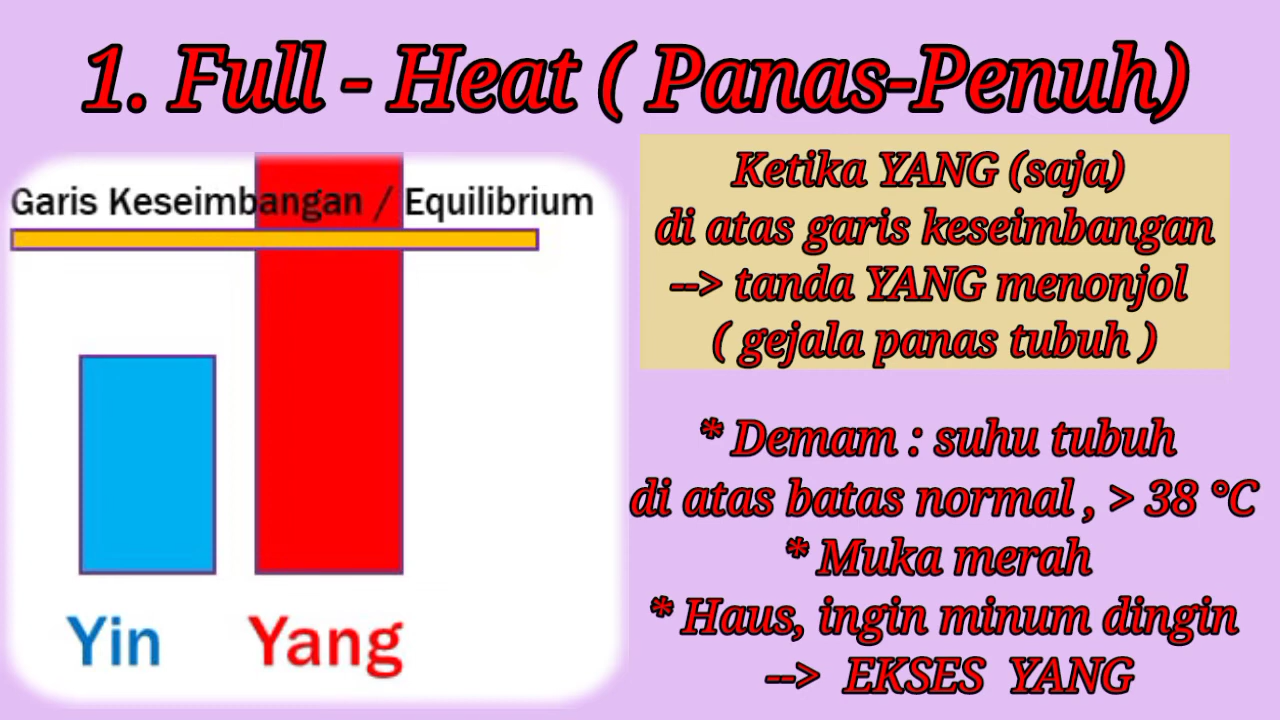 1. Full - Heat ( Panas-Penuh)
Garis Keseimbangan / Equilibrium
Yin
Yang
Ketika YANG (saja)
di atas garis keseimbangan
--> tanda YANG menonjol
( gejala panas tubuh )
* Demam : suhu tubuh
di atas batas normal , > 38 °C
* Muka merah
* Haus, ingin minum dingin
--> EKSES YANG